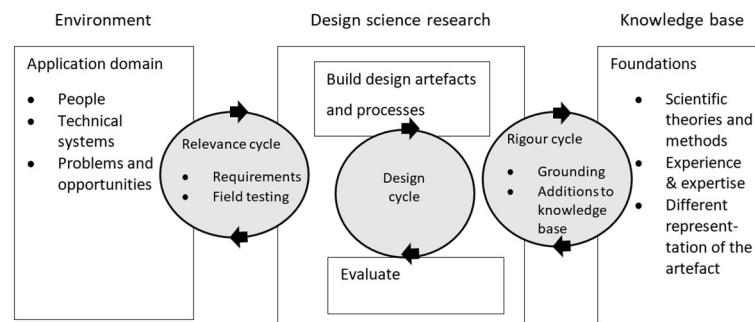 Environment
Design science research
Knowledge base
Application domain
● People
● Technical
systems
● Problems and
opportunities
Relevance cycle
● Requirements
● Field testing
Build design artefacts
and processes
Design
cycle
Evaluate
Rigour cycle
● Grounding
● Additions to
knowledge
base
Foundations
● Scientific
theories and
methods
● Experience
& expertise
● Different
represent-
tation of the
artefact